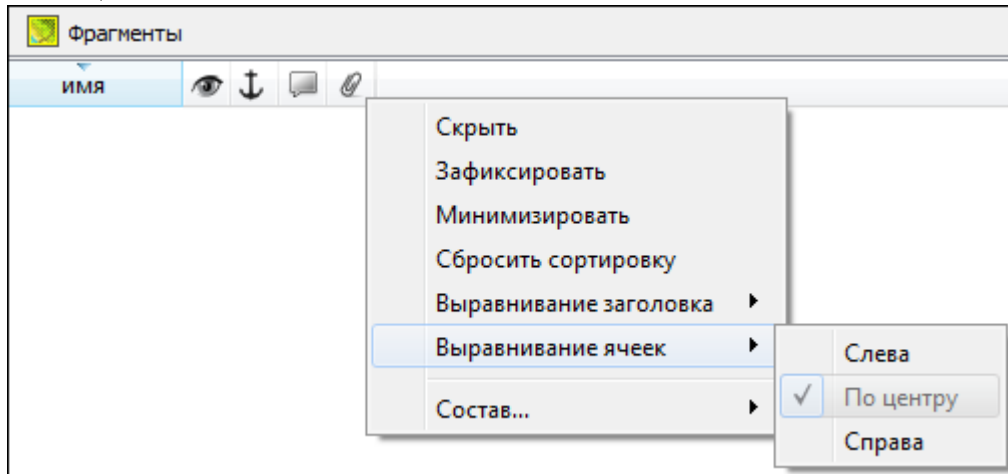 Фрагменты
имя
Скрыть
Зафиксировать
Минимизировать
Сбросить сортировку
Выравнивание заголовка
Выравнивание ячеек
Слева
По центру
Состав...
Справа